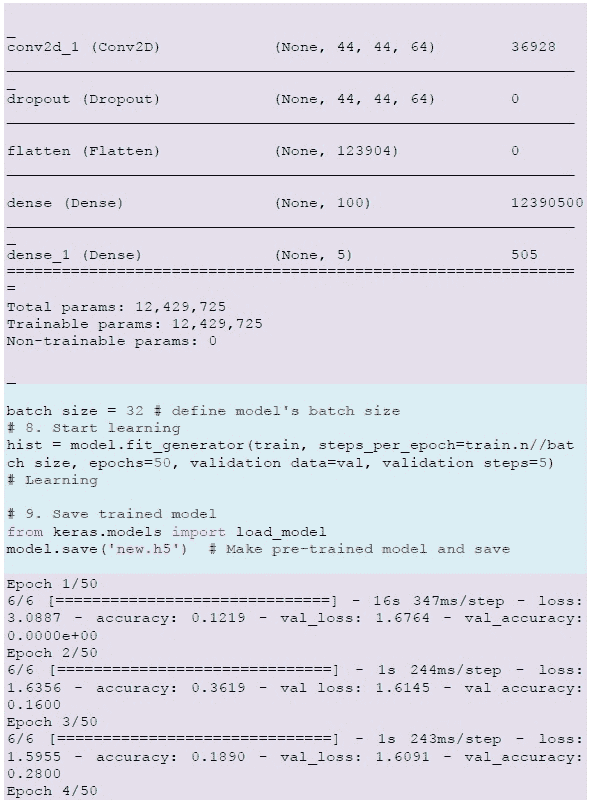 _
conv2d_1 (Conv2D) (None, 44, 44, 64) 36928
_
dropout (Dropout) (None, 44, 44, 64) 0
flatten (Flatten) (None, 123904) 0
dense (Dense) (None, 100) 12390500
_
dense_1 (Dense) (None, 5) 505
==============================================================
=
Total params: 12,429,725
Trainable params: 12,429,725
Non-trainable params: 0
_
batch size = 32 # define model's batch size
# 8. Start learning
hist = model.fit_generator(train, steps_per_epoch=train.n//bat
ch size, epochs=50, validation data=val, validation steps=5)
# Learning
# 9. Save trained model
from keras.models import load_model
model.save('new.h5') # Make pre-trained model and save
Epoch 1/50
6/6 [==============================] - 16s 347ms/step - loss:
3.0887 - accuracy: 0.1219 - val_loss: 1.6764 - val_accuracy:
0.0000e+00
Epoch 2/50
6/6 [==============================] - 1s 244ms/step - loss:
1.6356 - accuracy: 0.3619 - val loss: 1.6145 - val accuracy:
0.1600
Epoch 3/50
6/6 [==============================] - 1s 243ms/step - loss:
1.5955 - accuracy: 0.1890 - val_loss: 1.6091 - val_accuracy:
0.2800
Epoch 4/50